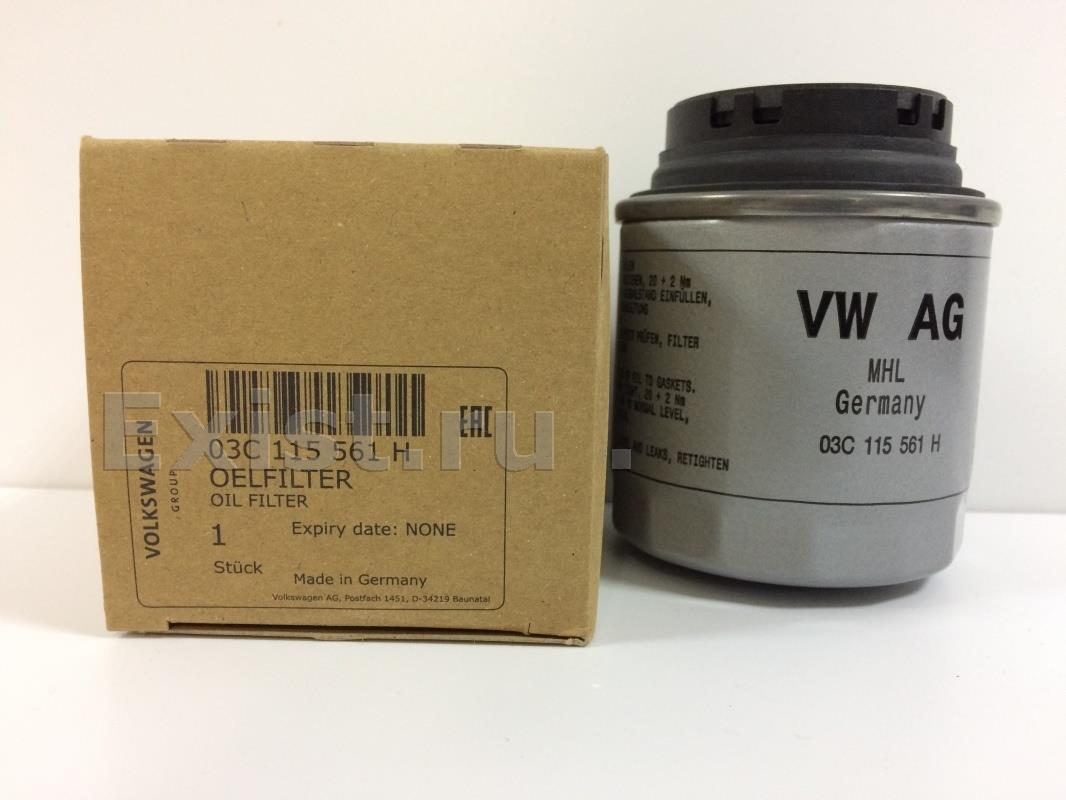 VOLKSWAGEN
GROUP
EAC
03C 115 561 H
OELFILTER
OIL FILTER
1
Expiry date: NONE
Stück
Made in Germany
Volkswagen AG, Postfach 1451, D-34219 Baunatal
Exist.ru
20 + 2 Nm
EINFÜLLEN,
PRÜFEN, FILTER
TO GASKETS.
20 + 2 Nm
TO NORMAL LEVEL,
AND LEAKS, RETIGHTEN
VW AG
MHL
Germany
03C 115 561 H